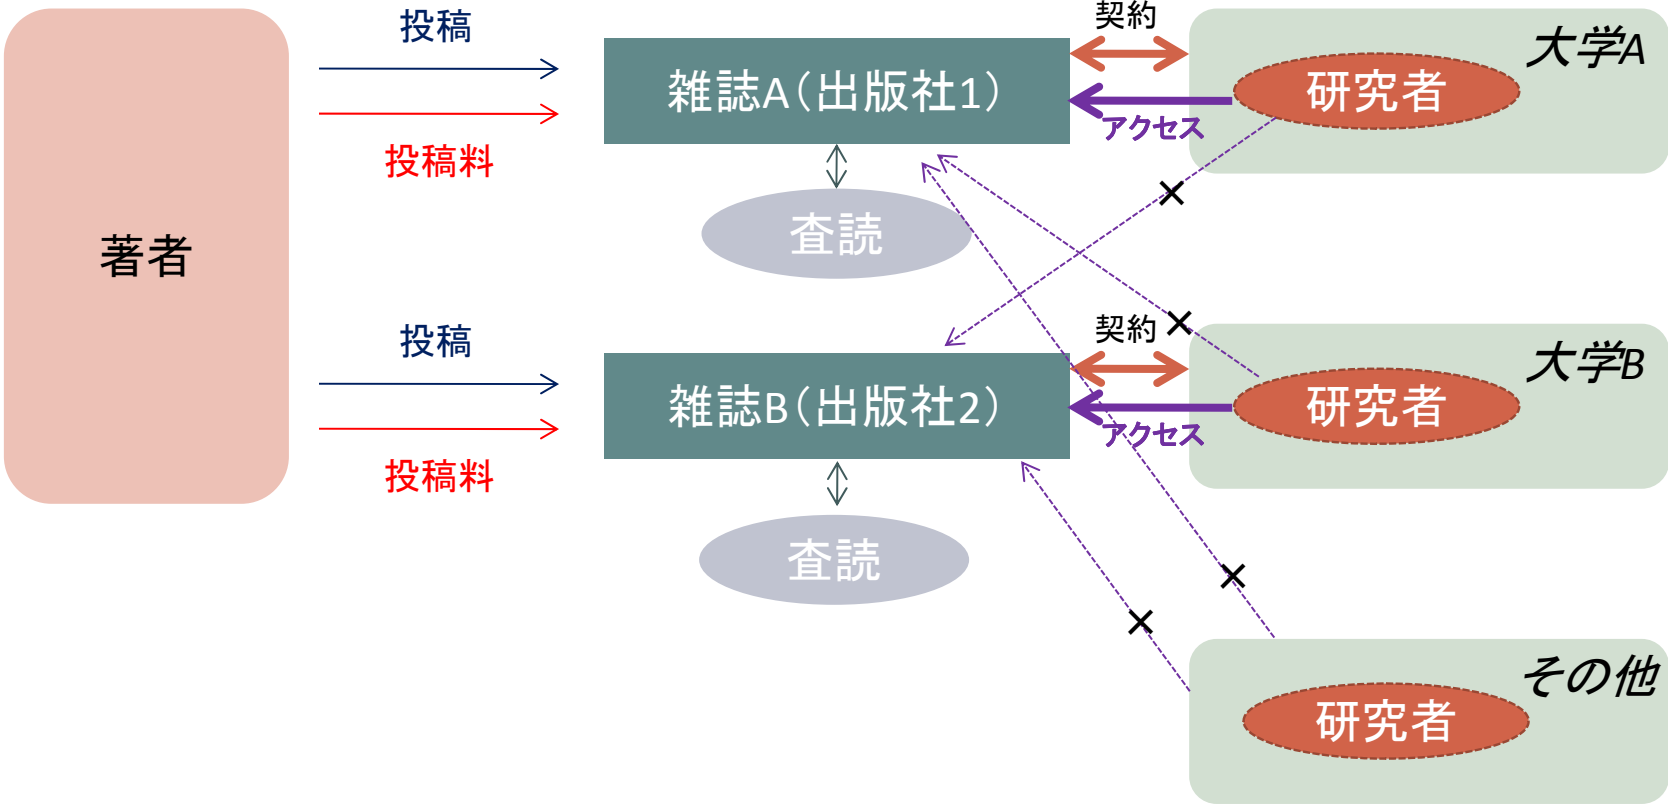 投稿
契約
大学A
雑誌A(出版社1)
研究者
アクセス
投稿料
査読
著者
投稿
契約
大学B
雑誌B(出版社2)
研究者
アクセス
投稿料
査読
その他
研究者